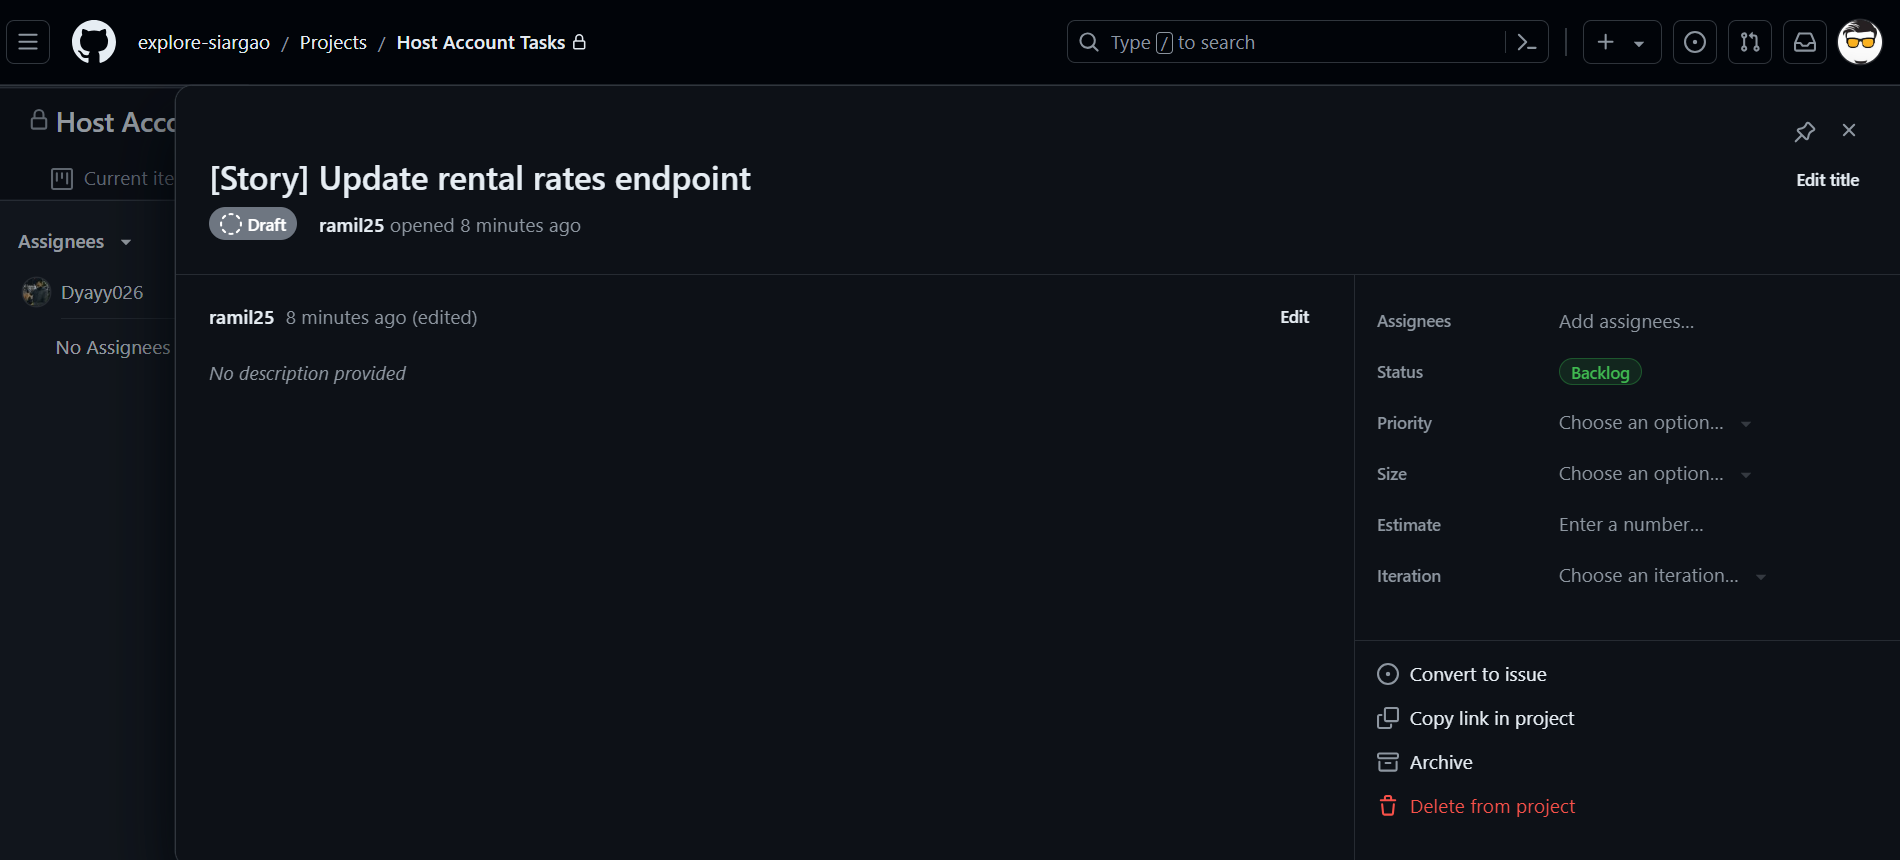 explore-siargao / Projects / Host Account Tasks
Type / to search
Host Acco
Current ite
Assignees
Dyayy026
No Assignees
[Story] Update rental rates endpoint
Edit title
Draft ramil25 opened 8 minutes ago
ramil25 8 minutes ago (edited)
Edit
No description provided
Assignees Add assignees...
Status Backlog
Priority Choose an option...
Size Choose an option...
Estimate Enter a number...
Iteration Choose an iteration...
Convert to issue
Copy link in project
Archive
Delete from project